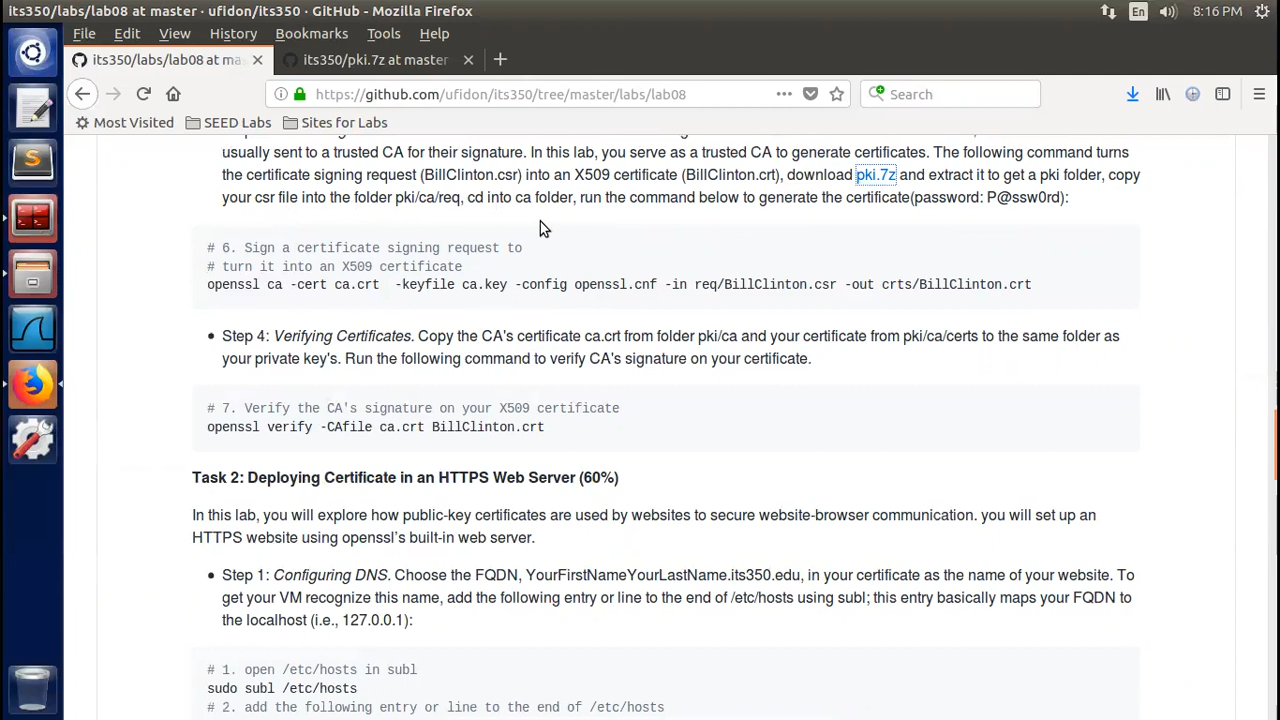 its350/labs/lab08 at master · ufidon/its350 · GitHub - Mozilla Firefox
En
8:16 PM
File Edit View History Bookmarks Tools Help
its350/labs/lab08 at mas
its350/pki.7z at master
https://github.com/ufidon/its350/tree/master/labs/lab08
Search
Most Visited
SEED Labs
Sites for Labs
usually sent to a trusted CA for their signature. In this lab, you serve as a trusted CA to generate certificates. The following command turns
the certificate signing request (BillClinton.csr) into an X509 certificate (BillClinton.crt), download pki.7z and extract it to get a pki folder, copy
your csr file into the folder pki/ca/req, cd into ca folder, run the command below to generate the certificate(password: P@ssw0rd):
# 6. Sign a certificate signing request to
# turn it into an X509 certificate
openssl ca -cert ca.crt -keyfile ca.key -config openssl.cnf -in req/BillClinton.csr -out crts/BillClinton.crt
• Step 4: Verifying Certificates. Copy the CA's certificate ca.crt from folder pki/ca and your certificate from pki/ca/certs to the same folder as
your private key's. Run the following command to verify CA's signature on your certificate.
# 7. Verify the CA's signature on your X509 certificate
openssl verify -CAfile ca.crt BillClinton.crt
Task 2: Deploying Certificate in an HTTPS Web Server (60%)
In this lab, you will explore how public-key certificates are used by websites to secure website-browser communication. you will set up an
HTTPS website using openssl's built-in web server.
• Step 1: Configuring DNS. Choose the FQDN, YourFirstNameYourLastName.its350.edu, in your certificate as the name of your website. To
get your VM recognize this name, add the following entry or line to the end of /etc/hosts using subl; this entry basically maps your FQDN to
the localhost (i.e., 127.0.0.1):
# 1. open /etc/hosts in subl
sudo subl /etc/hosts
# 2. add the following entry or line to the end of /etc/hosts